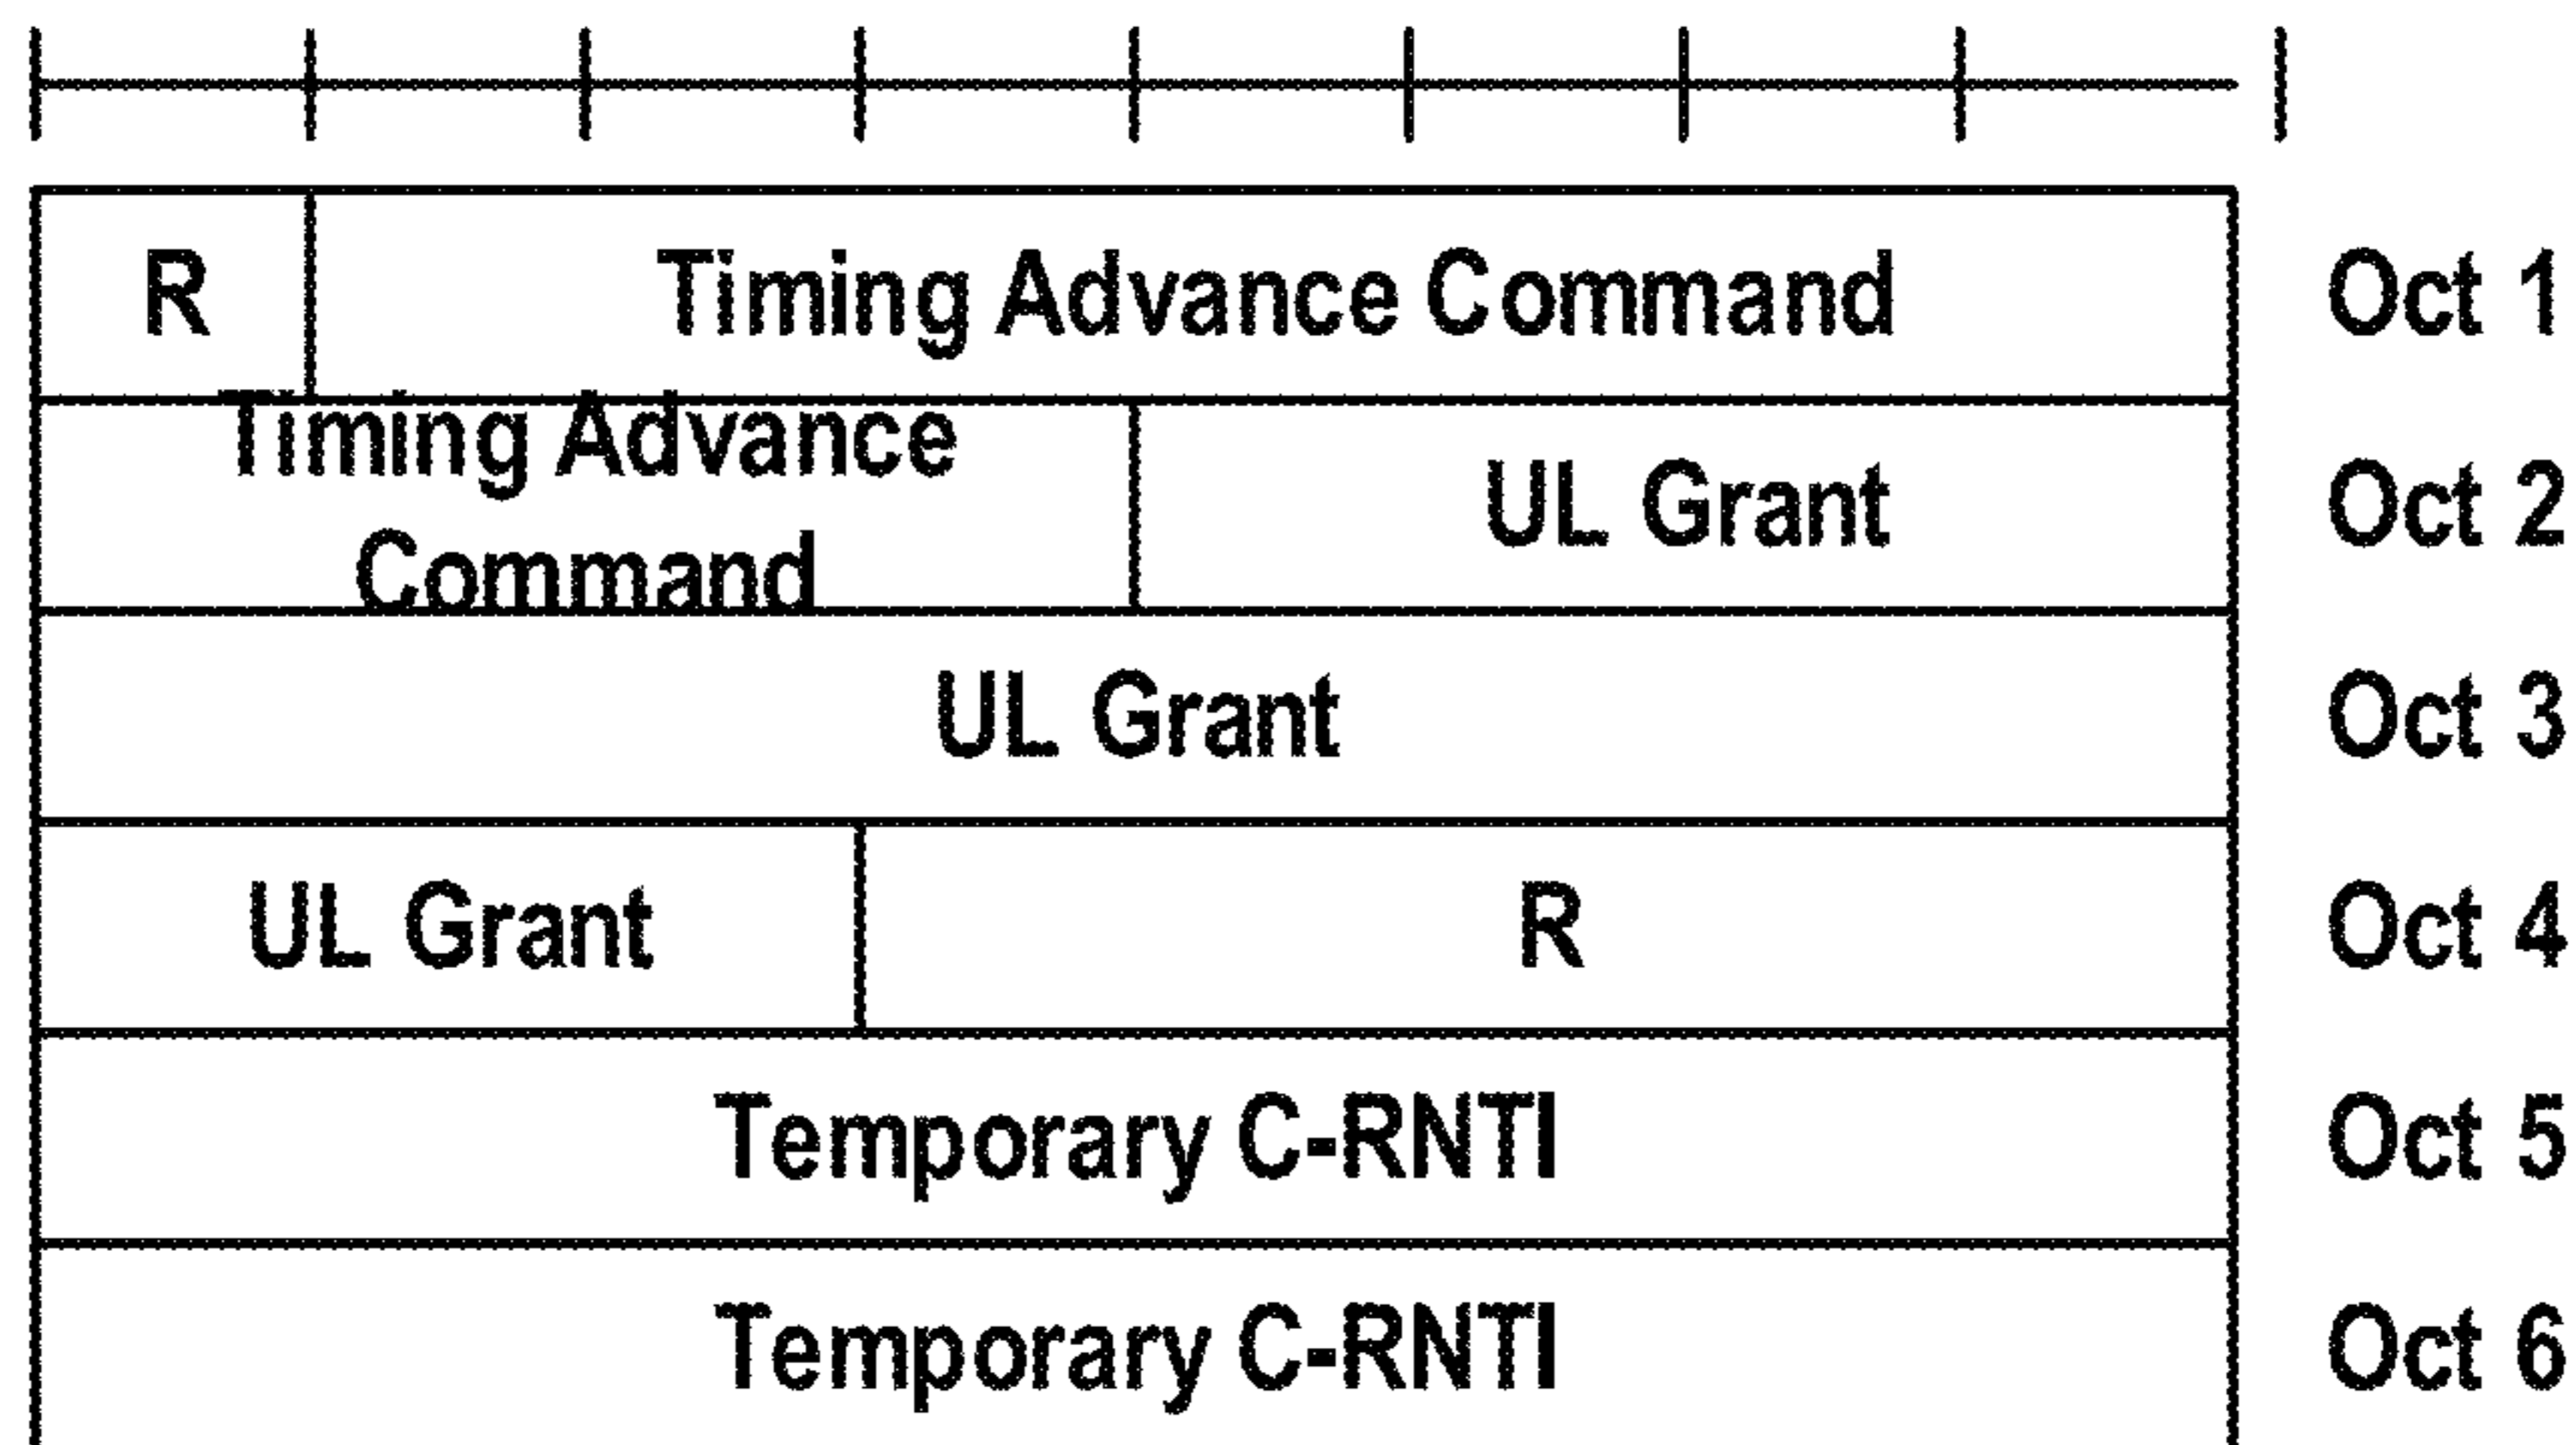 R Timing Advance Command Oct 1
Timing Advance
Command UL Grant Oct 2
UL Grant Oct 3
UL Grant R Oct 4
Temporary C-RNTI Oct 5
Temporary C-RNTI Oct 6